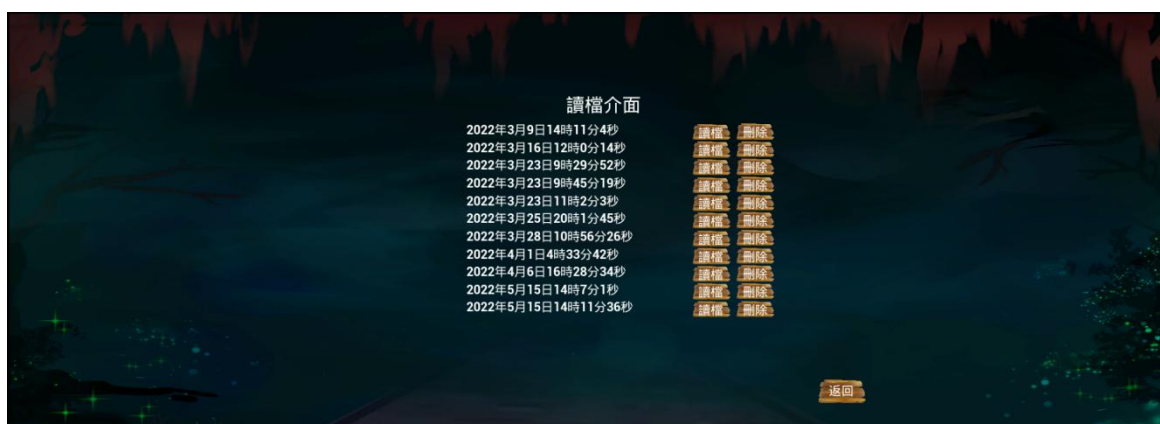 讀檔介面
2022年3月9日14時11分4秒 讀檔 刪除
2022年3月16日12時0分14秒 讀檔 刪除
2022年3月23日9時29分52秒 讀檔 刪除
2022年3月23日9時45分19秒 讀檔 刪除
2022年3月23日11時2分3秒 讀檔 刪除
2022年3月25日20時1分45秒 讀檔 刪除
2022年3月28日10時56分26秒 讀檔 刪除
2022年4月1日4時33分42秒 讀檔 刪除
2022年4月6日16時28分34秒 讀檔 刪除
2022年5月15日14時7分1秒 讀檔 刪除
2022年5月15日14時11分36秒 讀檔 刪除
返回